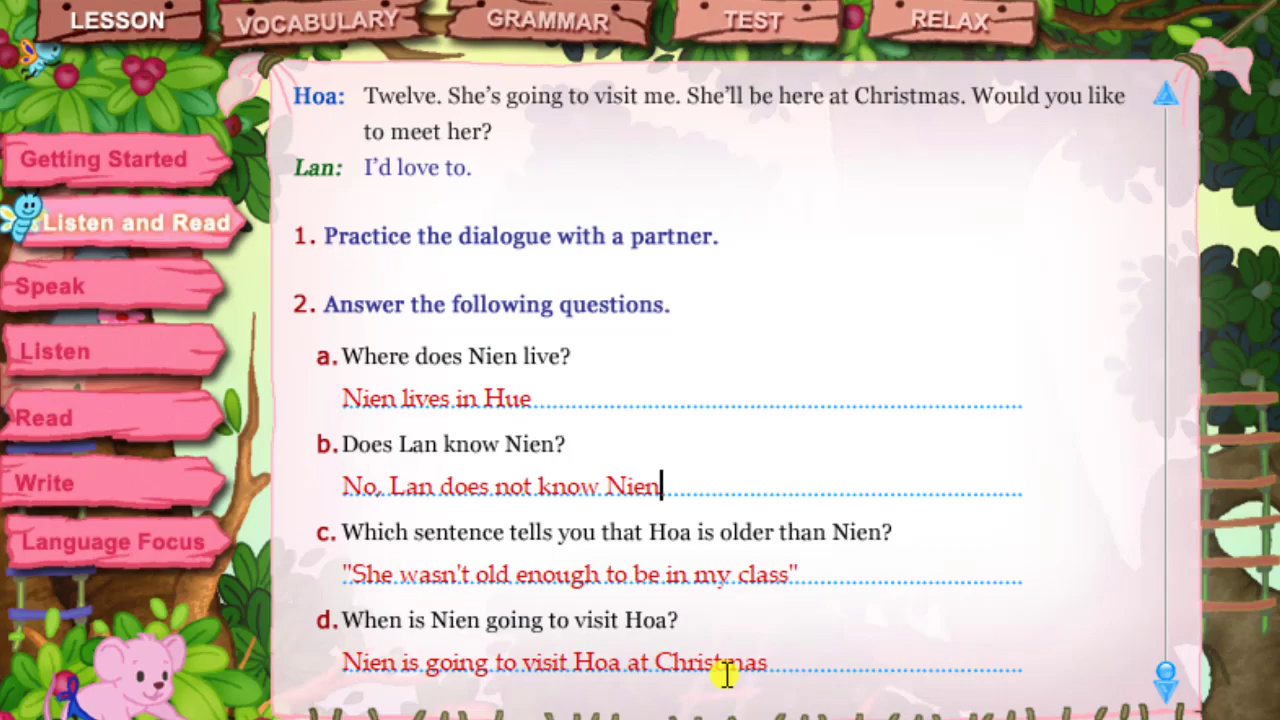 LESSON VOCABULARY GRAMMAR TEST RELAX
Getting Started
Listen and Read
Speak
Listen
Read
Write
Language Focus
Hoa: Twelve. She's going to visit me. She'll be here at Christmas. Would you like
to meet her?
Lan: I'd love to.
1. Practice the dialogue with a partner.
2. Answer the following questions.
a. Where does Nien live?
Nien lives in Hue
b. Does Lan know Nien?
No, Lan does not know Nien
c. Which sentence tells you that Hoa is older than Nien?
"She wasn't old enough to be in my class"
d. When is Nien going to visit Hoa?
Nien is going to visit Hoa at Christmas